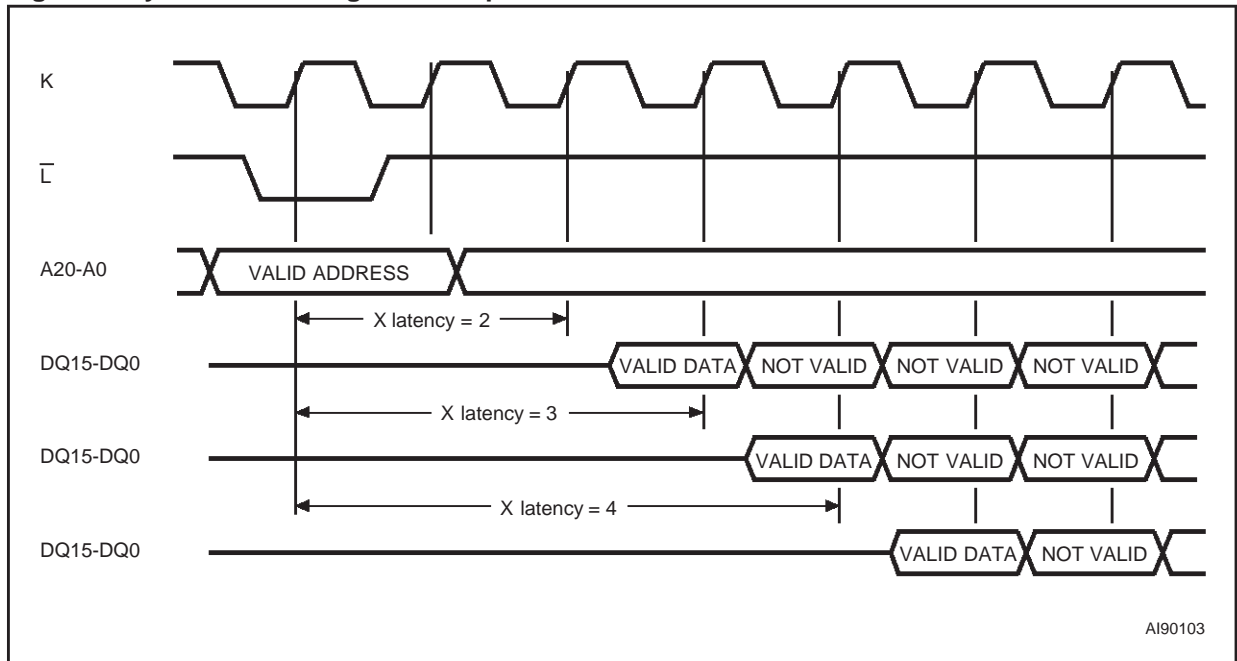 K
L
A20-A0
VALID ADDRESS
X latency = 2
DQ15-DQ0
VALID DATA NOT VALID NOT VALID NOT VALID
X latency = 3
DQ15-DQ0
VALID DATA NOT VALID NOT VALID
X latency = 4
DQ15-DQ0
VALID DATA NOT VALID
AI90103